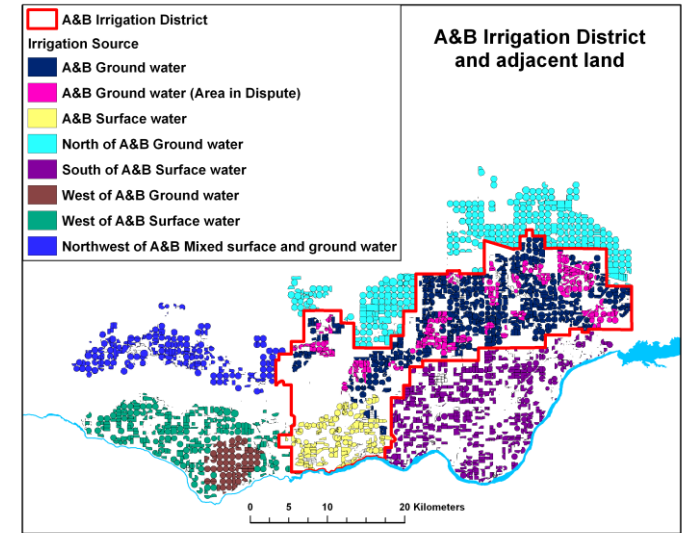 A&B Irrigation District
and adjacent land
A&B Irrigation District
Irrigation Source
A&B Ground water
A&B Ground water (Area in Dispute)
A&B Surface water
North of A&B Ground water
South of A&B Surface water
West of A&B Ground water
West of A&B Surface water
Northwest of A&B Mixed surface and ground water
0 5 10 20 Kilometers